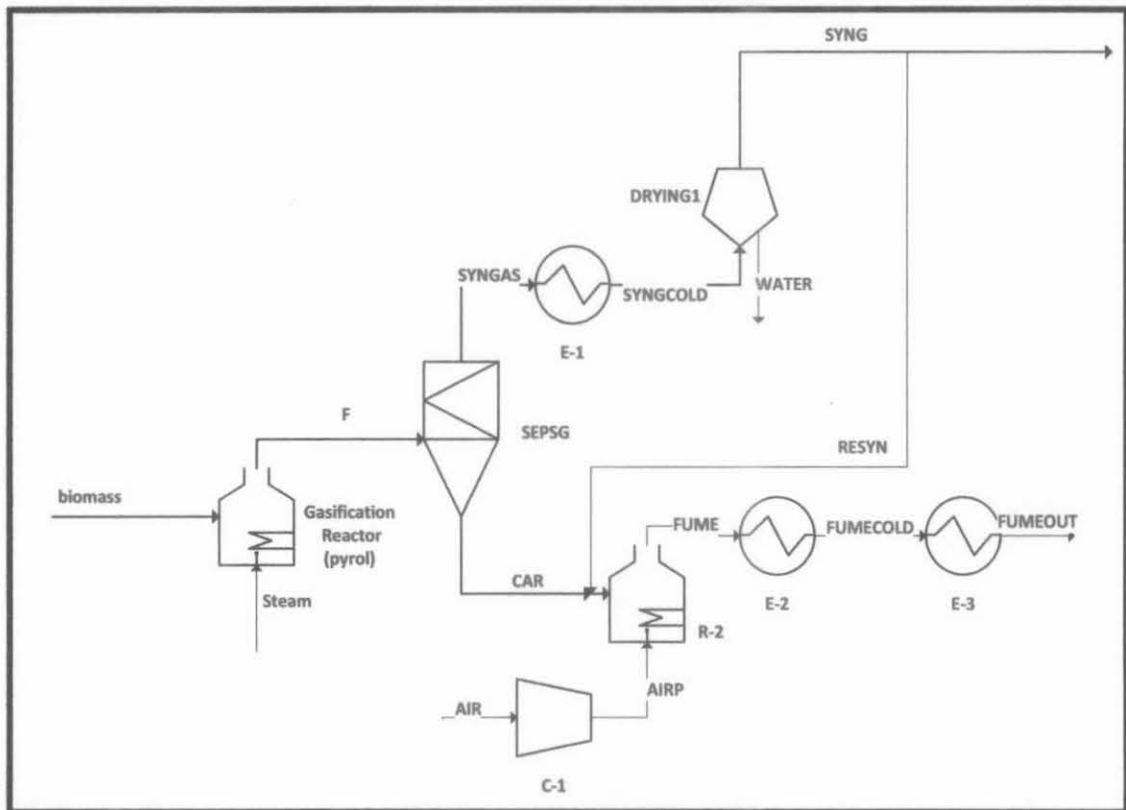 SYNG
DRYING1
SYNGAS
SYNGCOLD
WATER
E-1
F
SEPSG
RESYN
biomass
Gasification
Reactor
(pyrol)
FUME
FUMECOLD
FUMEOUT
CAR
Steam
E-2
E-3
R-2
AIRP
AIR
C-1